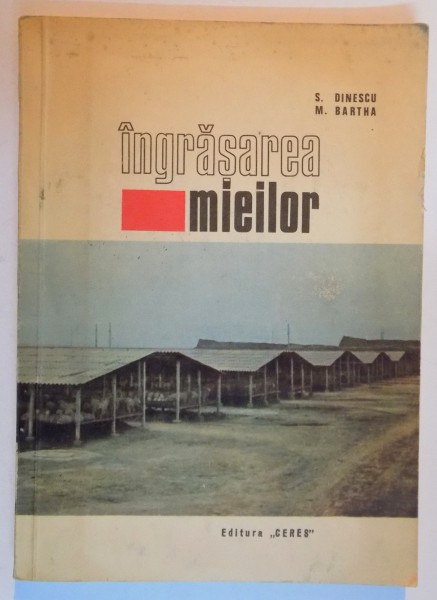 S. DINESCU
M. BARTHA
îngrășarea
mieilor
Editura „CERES"